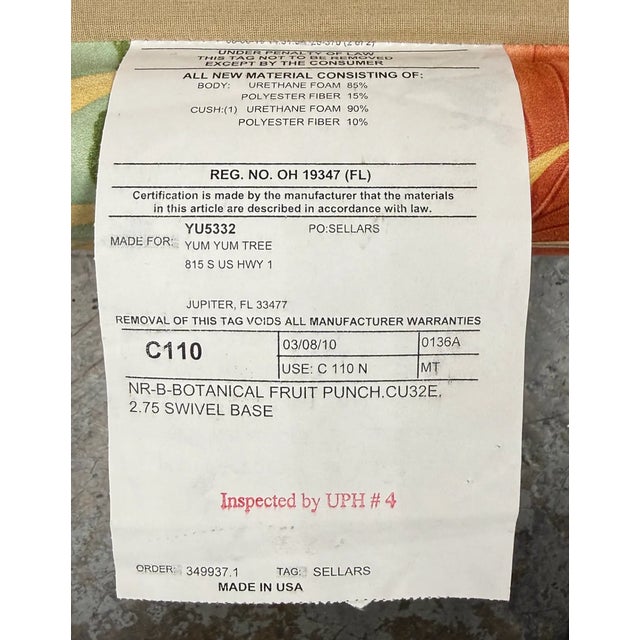 UNDER PENALTY OF LAW
THIS TAG NOT TO BE REMOVED
EXCEPT BY THE CONSUMER
ALL NEW MATERIAL CONSISTING OF:
BODY: URETHANE FOAM 85%
POLYESTER FIBER 15%
CUSH:(1) URETHANE FOAM 90%
POLYESTER FIBER 10%
REG. NO. OH 19347 (FL)
Certification is made by the manufacturer that the materials
in this article are described in accordance with law.
YU5332 PO:SELLARS
MADE FOR: YUM YUM TREE
815 S US HWY 1
JUPITER, FL 33477
REMOVAL OF THIS TAG VOIDS ALL MANUFACTURER WARRANTIES
C110 03/08/10 0136A
USE: C 110 N MT
NR-B-BOTANICAL FRUIT PUNCH.CU32E,
2.75 SWIVEL BASE
Inspected by UPH # 4
ORDER: 349937.1 TAG: SELLARS
MADE IN USA